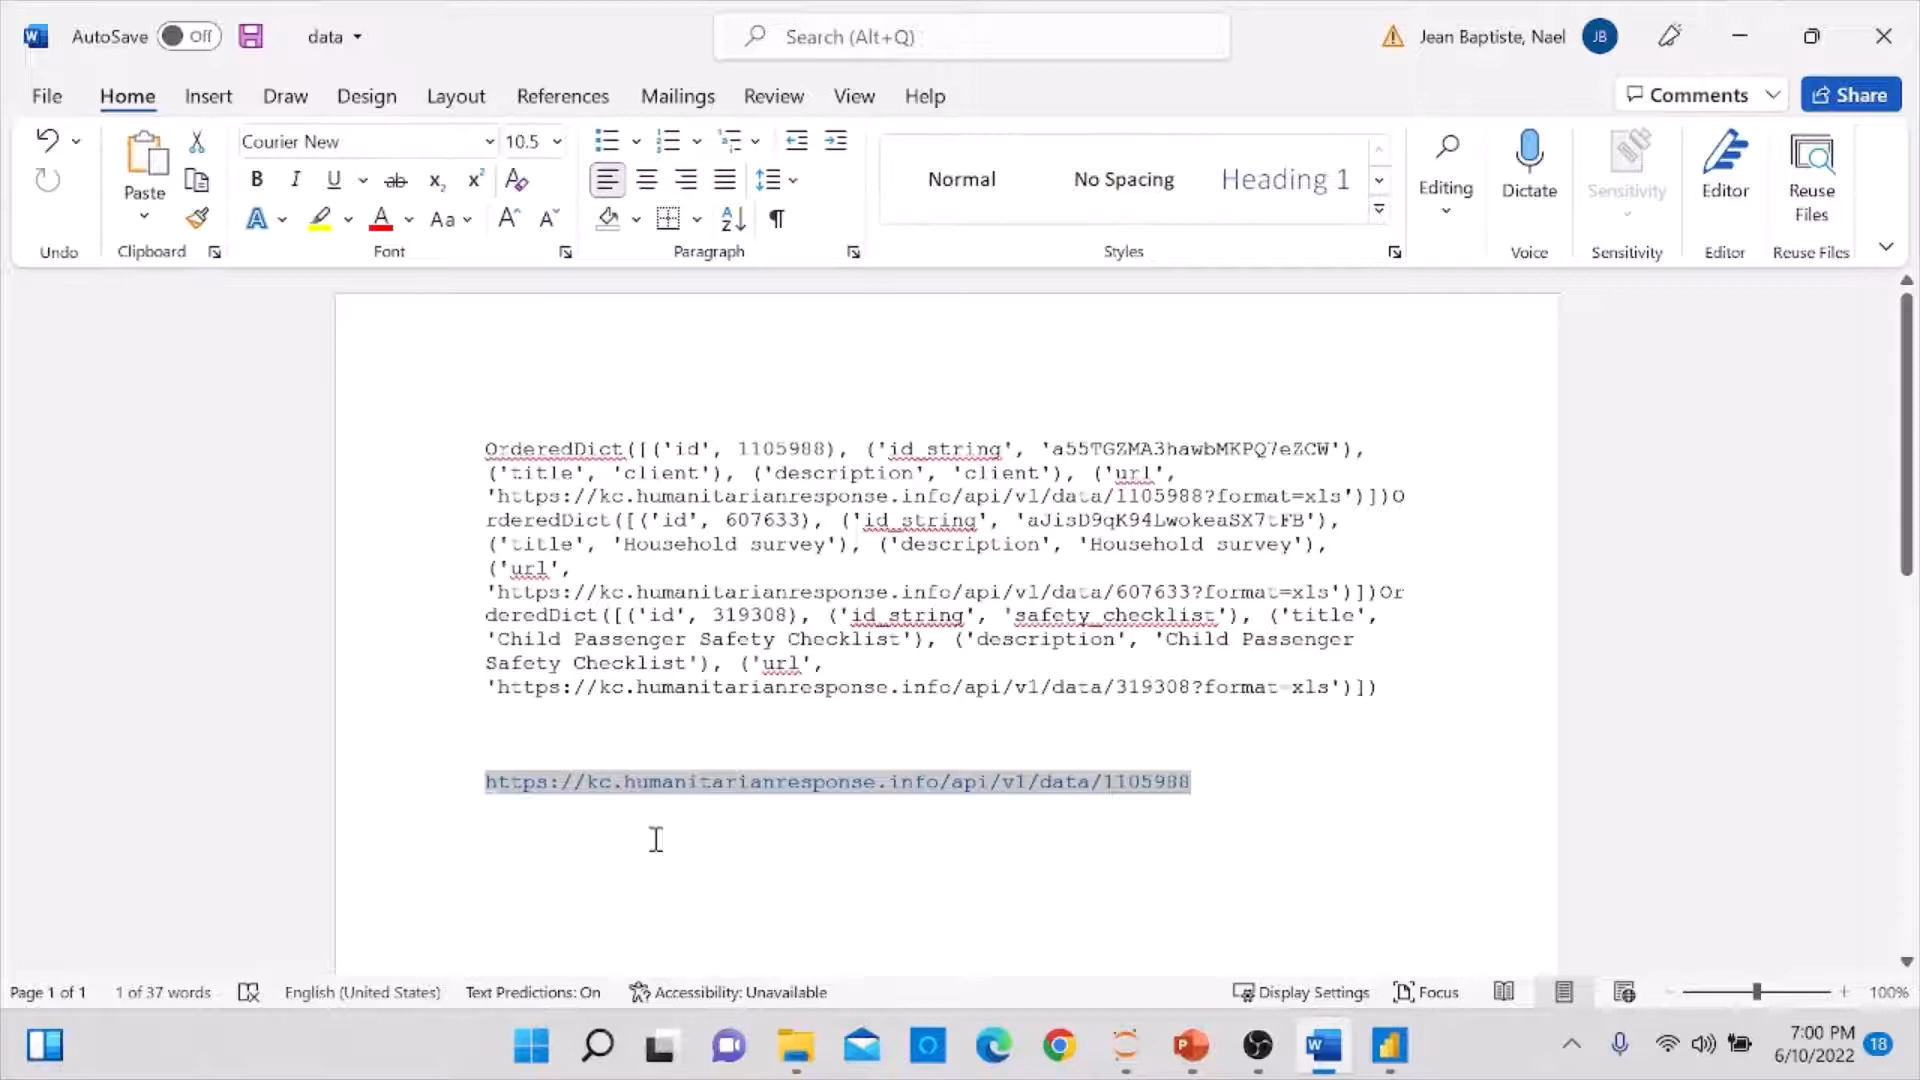 AutoSave Off data Search (Alt+Q) Jean Baptiste, Nael JB
File Home Insert Draw Design Layout References Mailings Review View Help Comments Share
Courier New 10.5
Paste
Normal No Spacing Heading 1
Editing Dictate Sensitivity Editor Reuse Files
Undo Clipboard Font Paragraph Styles Voice Sensitivity Editor Reuse Files
OrderedDict([('id', 1105988), ('id_string', 'a55TGZMA3hawbMKPQ7eZCW'),
('title', 'client'), ('description', 'client'), ('url',
'https://kc.humanitarianresponse.info/api/v1/data/1105988?format=xls')])O
rderedDict([('id', 607633), ('id_string', 'aJisD9qK94LwokeaSX7tFB'),
('title', 'Household survey'), ('description', 'Household survey'),
('url',
'https://kc.humanitarianresponse.info/api/v1/data/607633?format=xls')])Or
deredDict([('id', 319308), ('id_string', 'safety_checklist'), ('title',
'Child Passenger Safety Checklist'), ('description', 'Child Passenger
Safety Checklist'), ('url',
'https://kc.humanitarianresponse.info/api/v1/data/319308?format=xls')])
https://kc.humanitarianresponse.info/api/v1/data/1105988
Page 1 of 1 1 of 37 words English (United States) Text Predictions: On Accessibility: Unavailable Display Settings Focus 100%
7:00 PM
6/10/2022 18